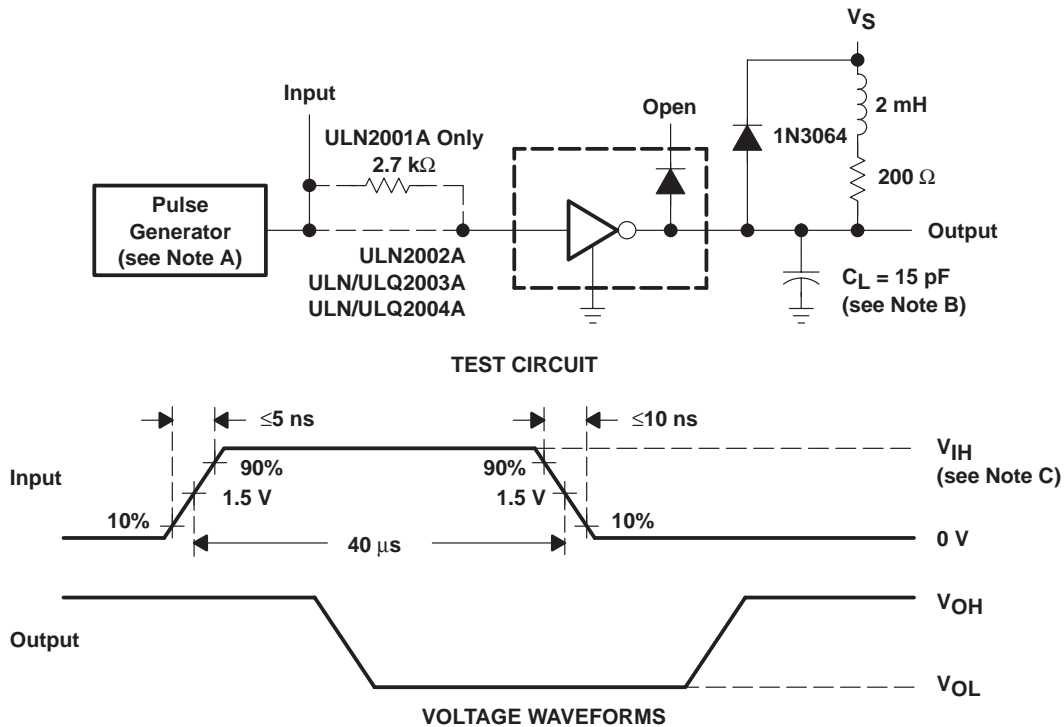 VS
Input
Open
2 mH
ULN2001A Only
1N3064
2.7 kΩ
200 Ω
Pulse
Generator
(see Note A)
Output
ULN2002A
ULN/ULQ2003A
ULN/ULQ2004A
CL = 15 pF
(see Note B)
TEST CIRCUIT
≤5 ns
≤10 ns
Input
90%
90%
VIH
(see Note C)
1.5 V
1.5 V
10%
10%
40 μs
0 V
Output
VOH
VOL
VOLTAGE WAVEFORMS